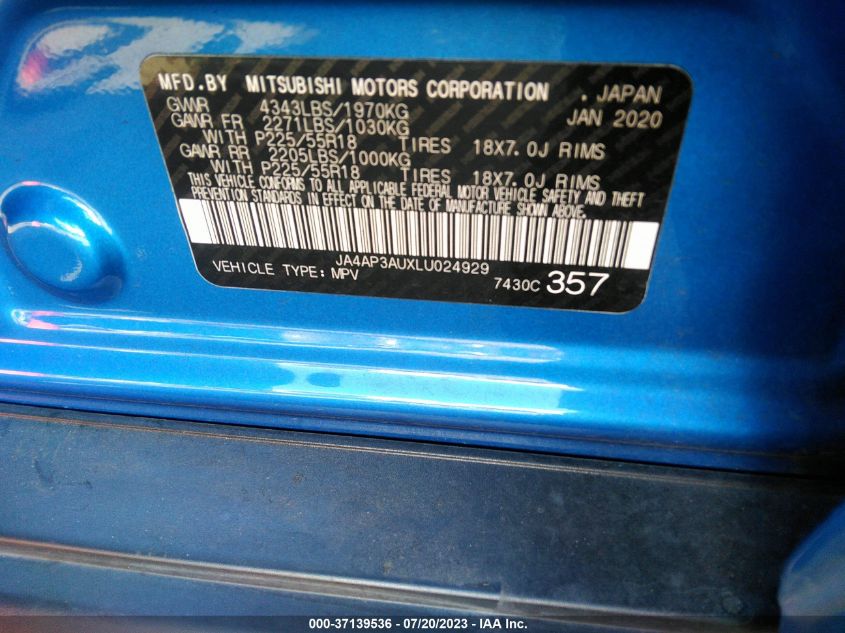 MFD.BY MITSUBISHI MOTORS CORPORATION . JAPAN
GVWR 4343LBS/1970KG JAN 2020
GAWR FR 2271LBS/1030KG
WITH P225/55R18 TIRES 18X7.0J RIMS
GAWR RR 2205LBS/1000KG
WITH P225/55R18 TIRES 18X7.0J RIMS
THIS VEHICLE CONFORMS TO ALL APPLICABLE FEDERAL MOTOR VEHICLE SAFETY AND THEFT
PREVENTION STANDARDS IN EFFECT ON THE DATE OF MANUFACTURE SHOWN ABOVE.
JA4AP3AUXLU024929
VEHICLE TYPE: MPV
7430C 357
000-37139536 - 07/20/2023 - IAA Inc.